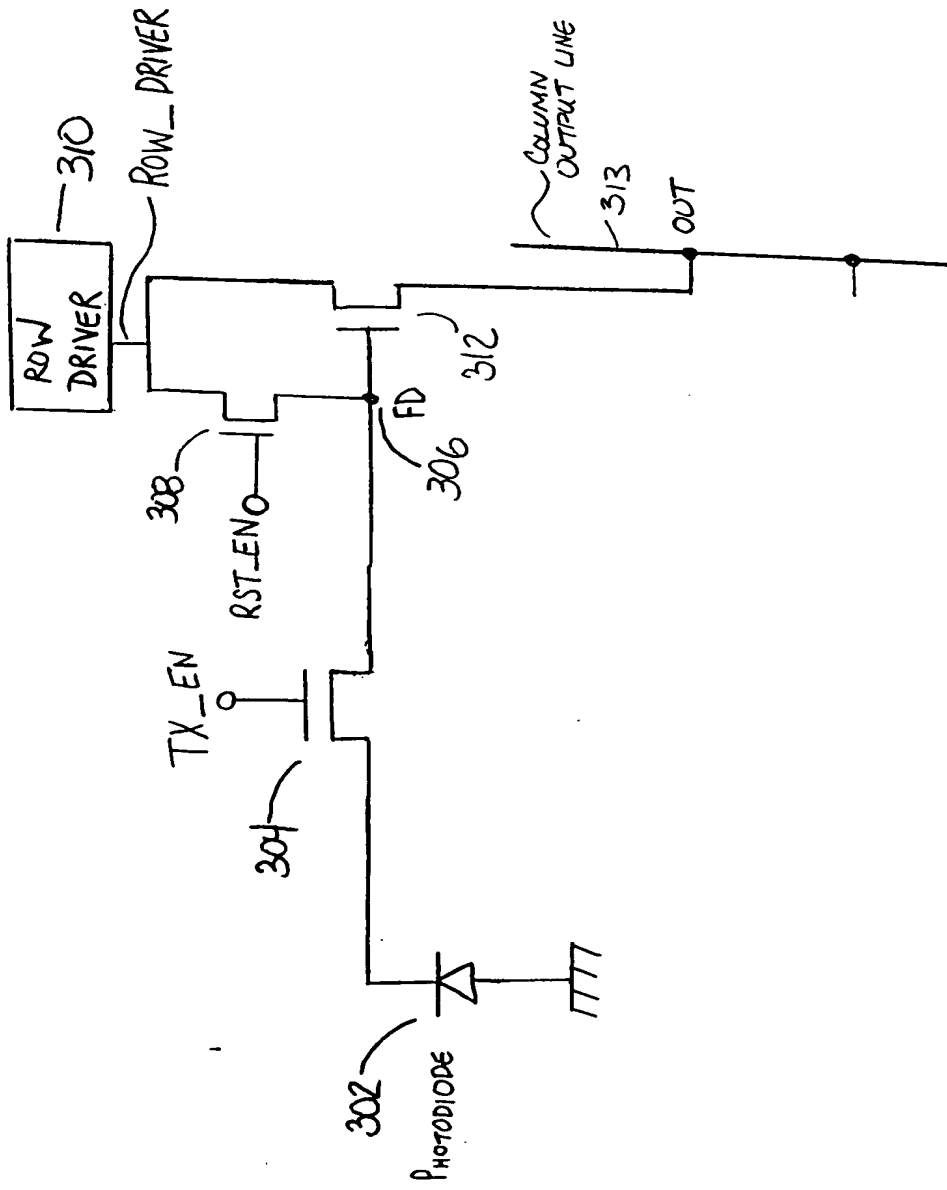 ROW
DRIVER
310
ROW_DRIVER
308
RST_EN
TX_EN
304
FD
306
312
COLUMN
OUTPUT LINE
313
OUT
302
PHOTODIODE